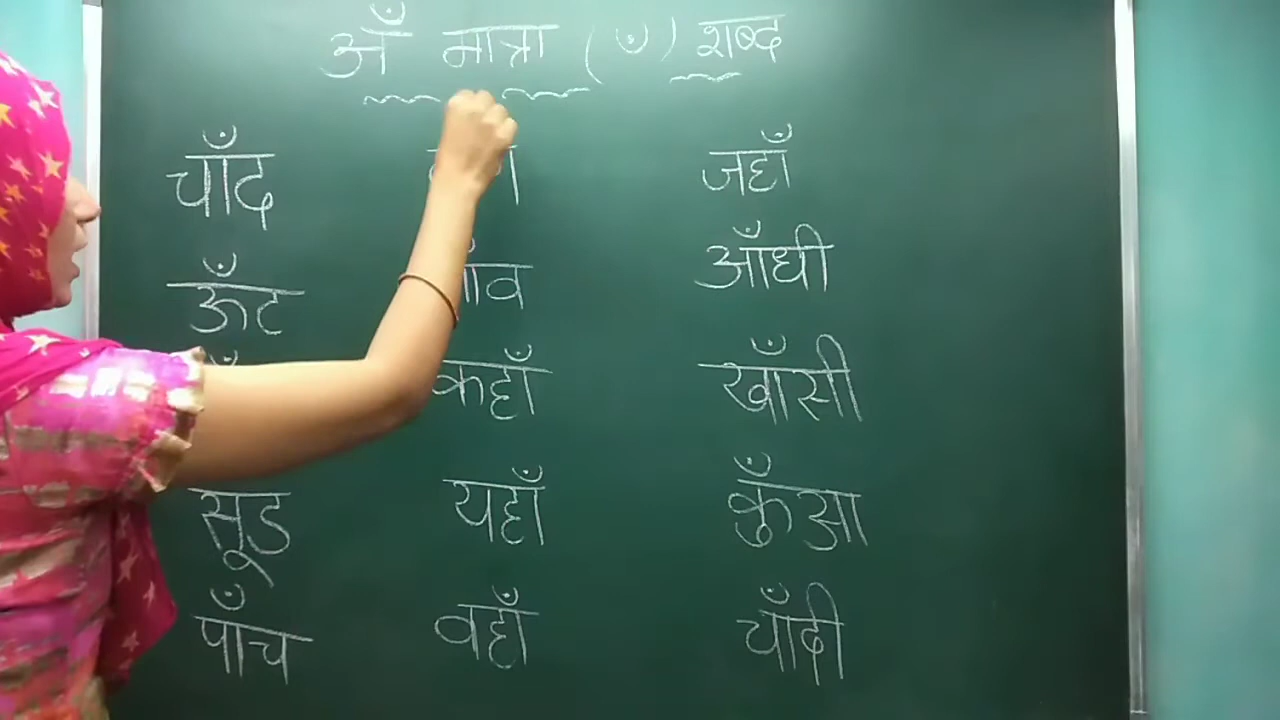 अँ मात्रा (ँ) शब्द
चाँद जहाँ
ऊँट आँधी
कहाँ खाँसी
यहाँ कुँआ
पाँच वहाँ चाँदी